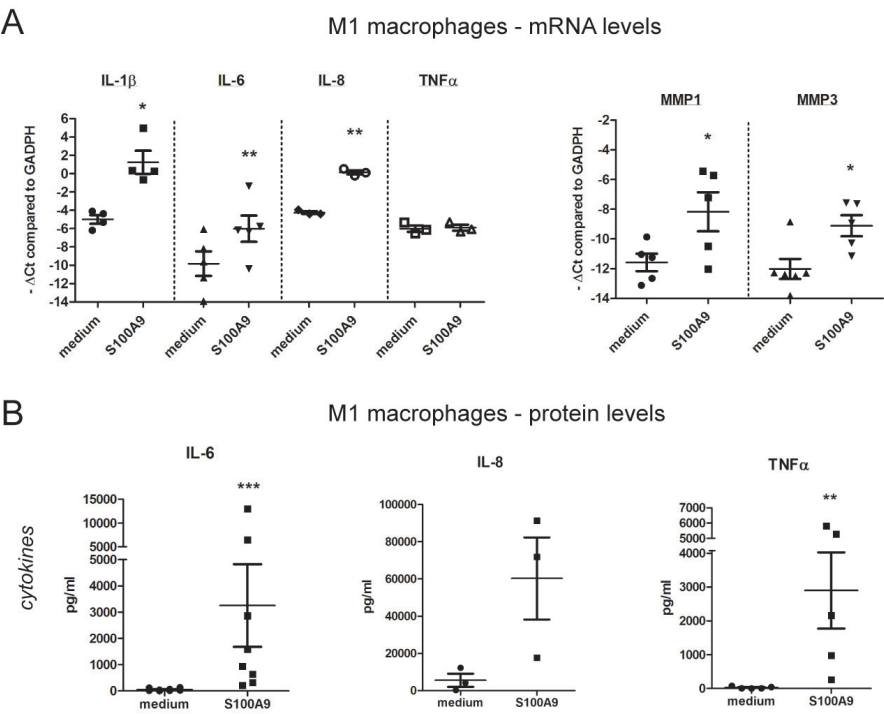 A
M1 macrophages - mRNA levels
IL-1β IL-6 IL-8 TNFα
* ** **
- ΔCt compared to GADPH
6
4
2
0
-2
-4
-6
-8
-10
-12
-14
medium S100A9 medium S100A9 medium S100A9 medium S100A9
MMP1 MMP3
* *
- ΔCt compared to GADPH
-2
-4
-6
-8
-10
-12
-14
medium S100A9 medium S100A9
B
M1 macrophages - protein levels
cytokines
IL-6
***
pg/ml
15000
10000
5000
5000
4000
3000
2000
1000
0
medium S100A9
IL-8
pg/ml
100000
80000
60000
40000
20000
0
medium S100A9
TNFα
**
pg/ml
7000
6000
5000
4000
3000
2000
1000
0
medium S100A9